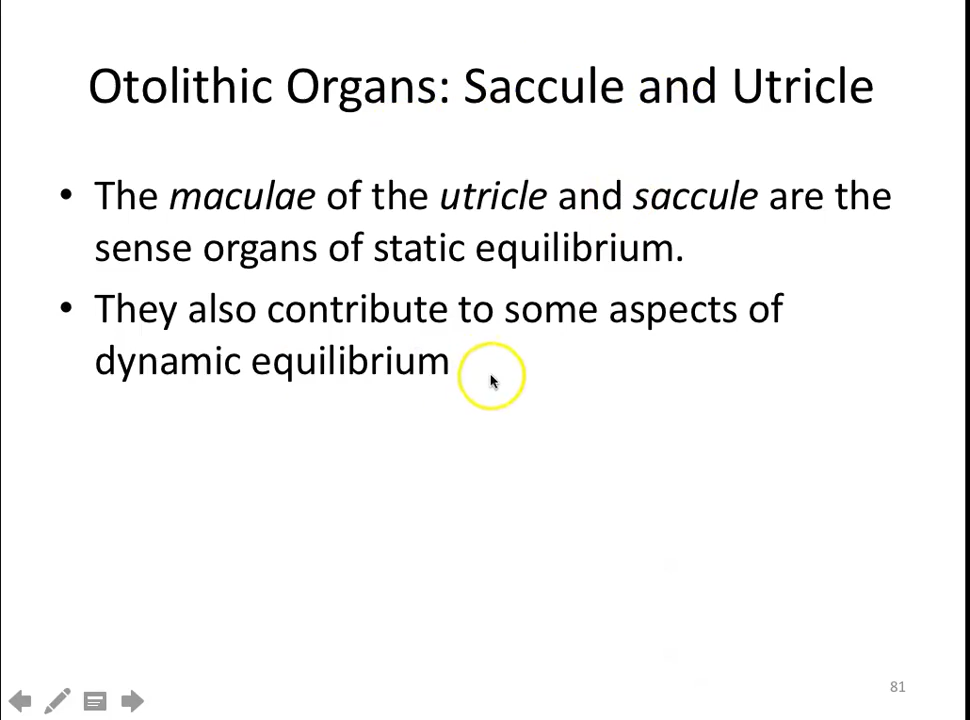 Otolithic Organs: Saccule and Utricle
• The maculae of the utricle and saccule are the
sense organs of static equilibrium.
• They also contribute to some aspects of
dynamic equilibrium
81